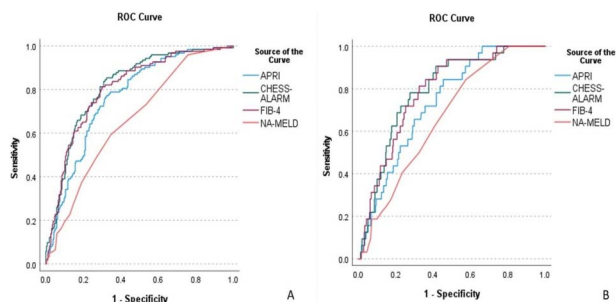 ROC Curve
1.0
0.8
0.6
0.4
0.2
0.0
Sensitivity
0.0 0.2 0.4 0.6 0.8 1.0
1 - Specificity
Source of the
Curve
APRI
CHESS-
ALARM
FIB-4
NA-MELD
A
ROC Curve
1.0
0.8
0.6
0.4
0.2
0.0
Sensitivity
0.0 0.2 0.4 0.6 0.8 1.0
1 - Specificity
Source of the
Curve
APRI
CHESS-
ALARM
FIB-4
NA-MELD
B